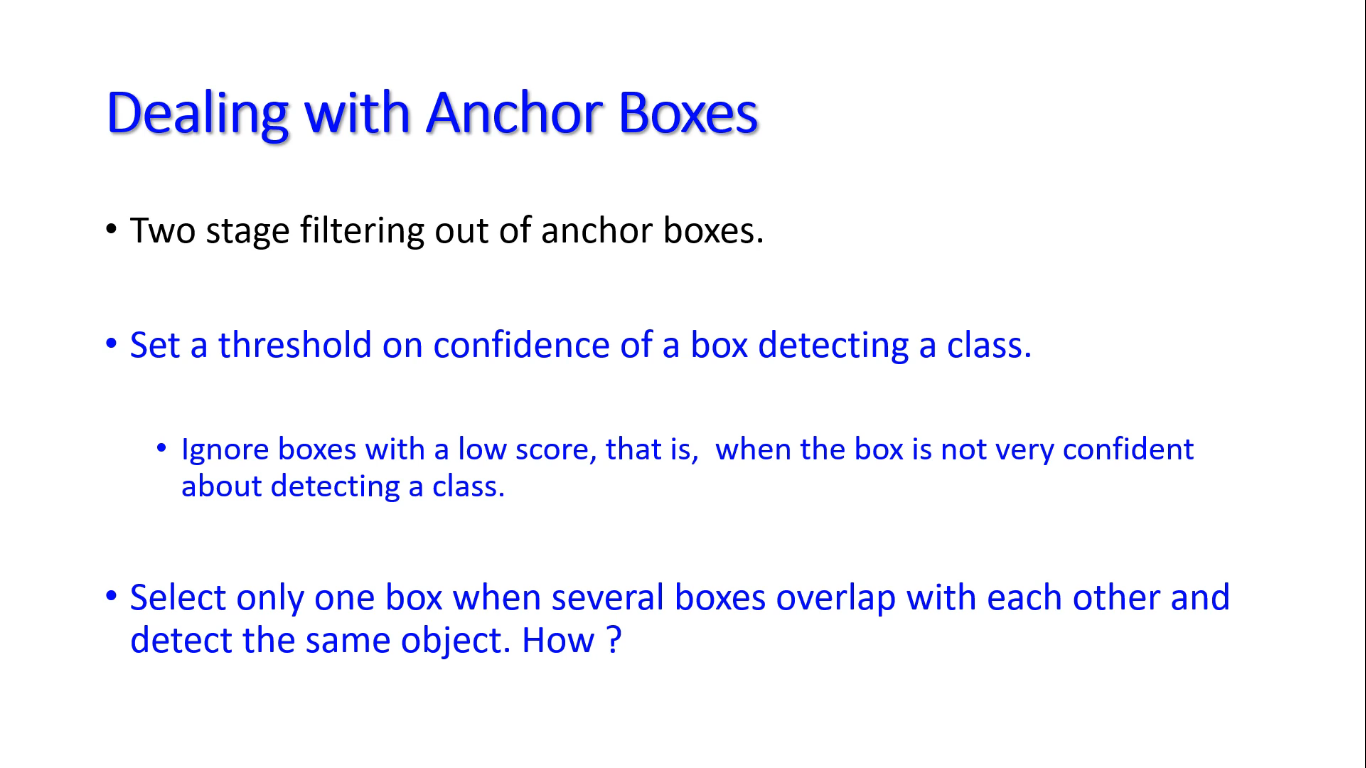 Dealing with Anchor Boxes
• Two stage filtering out of anchor boxes.
• Set a threshold on confidence of a box detecting a class.
• Ignore boxes with a low score, that is,  when the box is not very confident
about detecting a class.
• Select only one box when several boxes overlap with each other and
detect the same object. How ?